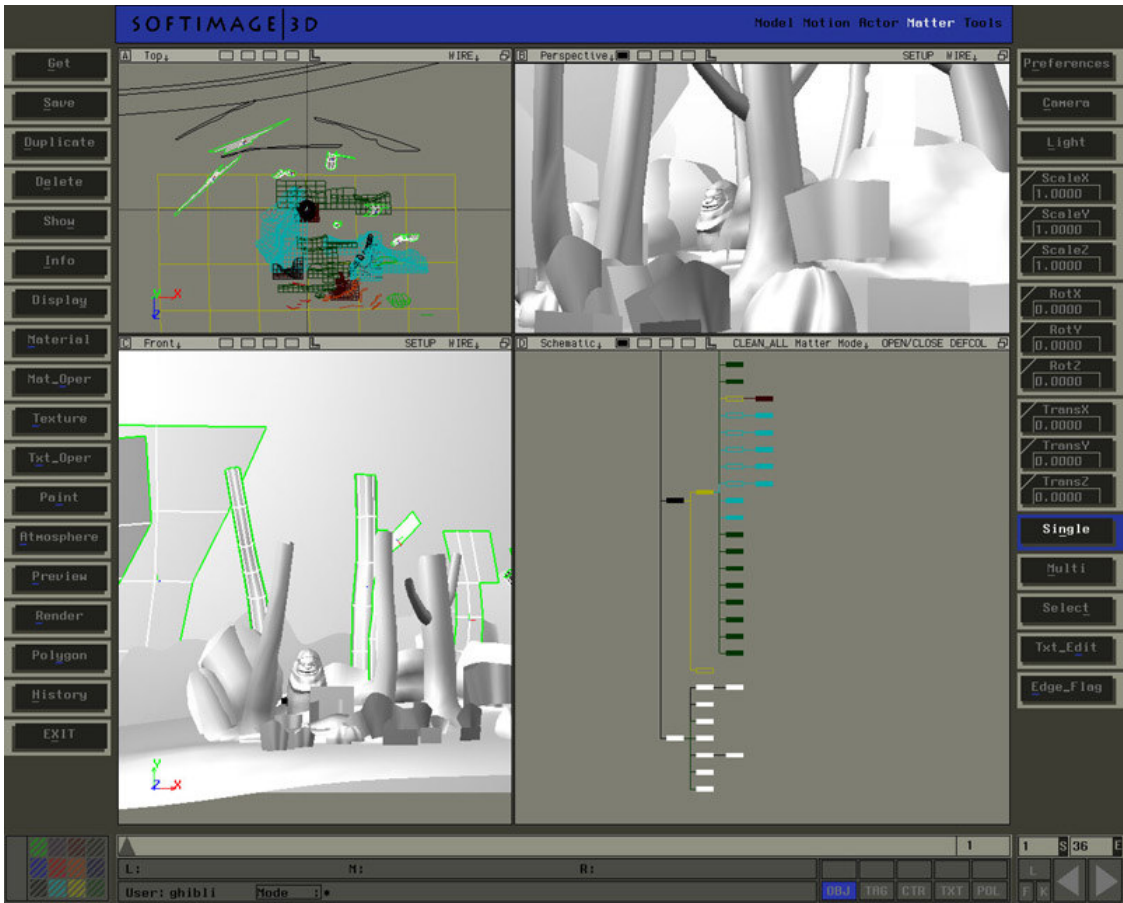 SOFTIMAGE|3D
Model Motion Actor Matter Tools
Get
Save
Duplicate
Delete
Show
Info
Display
Material
Mat_Oper
Texture
Txt_Oper
Paint
Atmosphere
Preview
Render
Polygon
History
EXIT
A Top↓ L WIRE↓
B Perspective↓ L SETUP WIRE↓
Y X
Z
C Front↓ L SETUP WIRE↓
D Schematic↓ L CLEAN_ALL Matter Mode↓ OPEN/CLOSE DEFCOL
Y
Z X
Preferences
Camera
Light
ScaleX
1.0000
ScaleY
1.0000
ScaleZ
1.0000
RotX
0.0000
RotY
0.0000
RotZ
0.0000
TransX
0.0000
TransY
0.0000
TransZ
0.0000
Single
Multi
Select
Txt_Edit
Edge_Flag
1
1 S 36 E
L: M: R:
L
User: ghibli Mode :*
OBJ TAG CTR TXT POL
F K